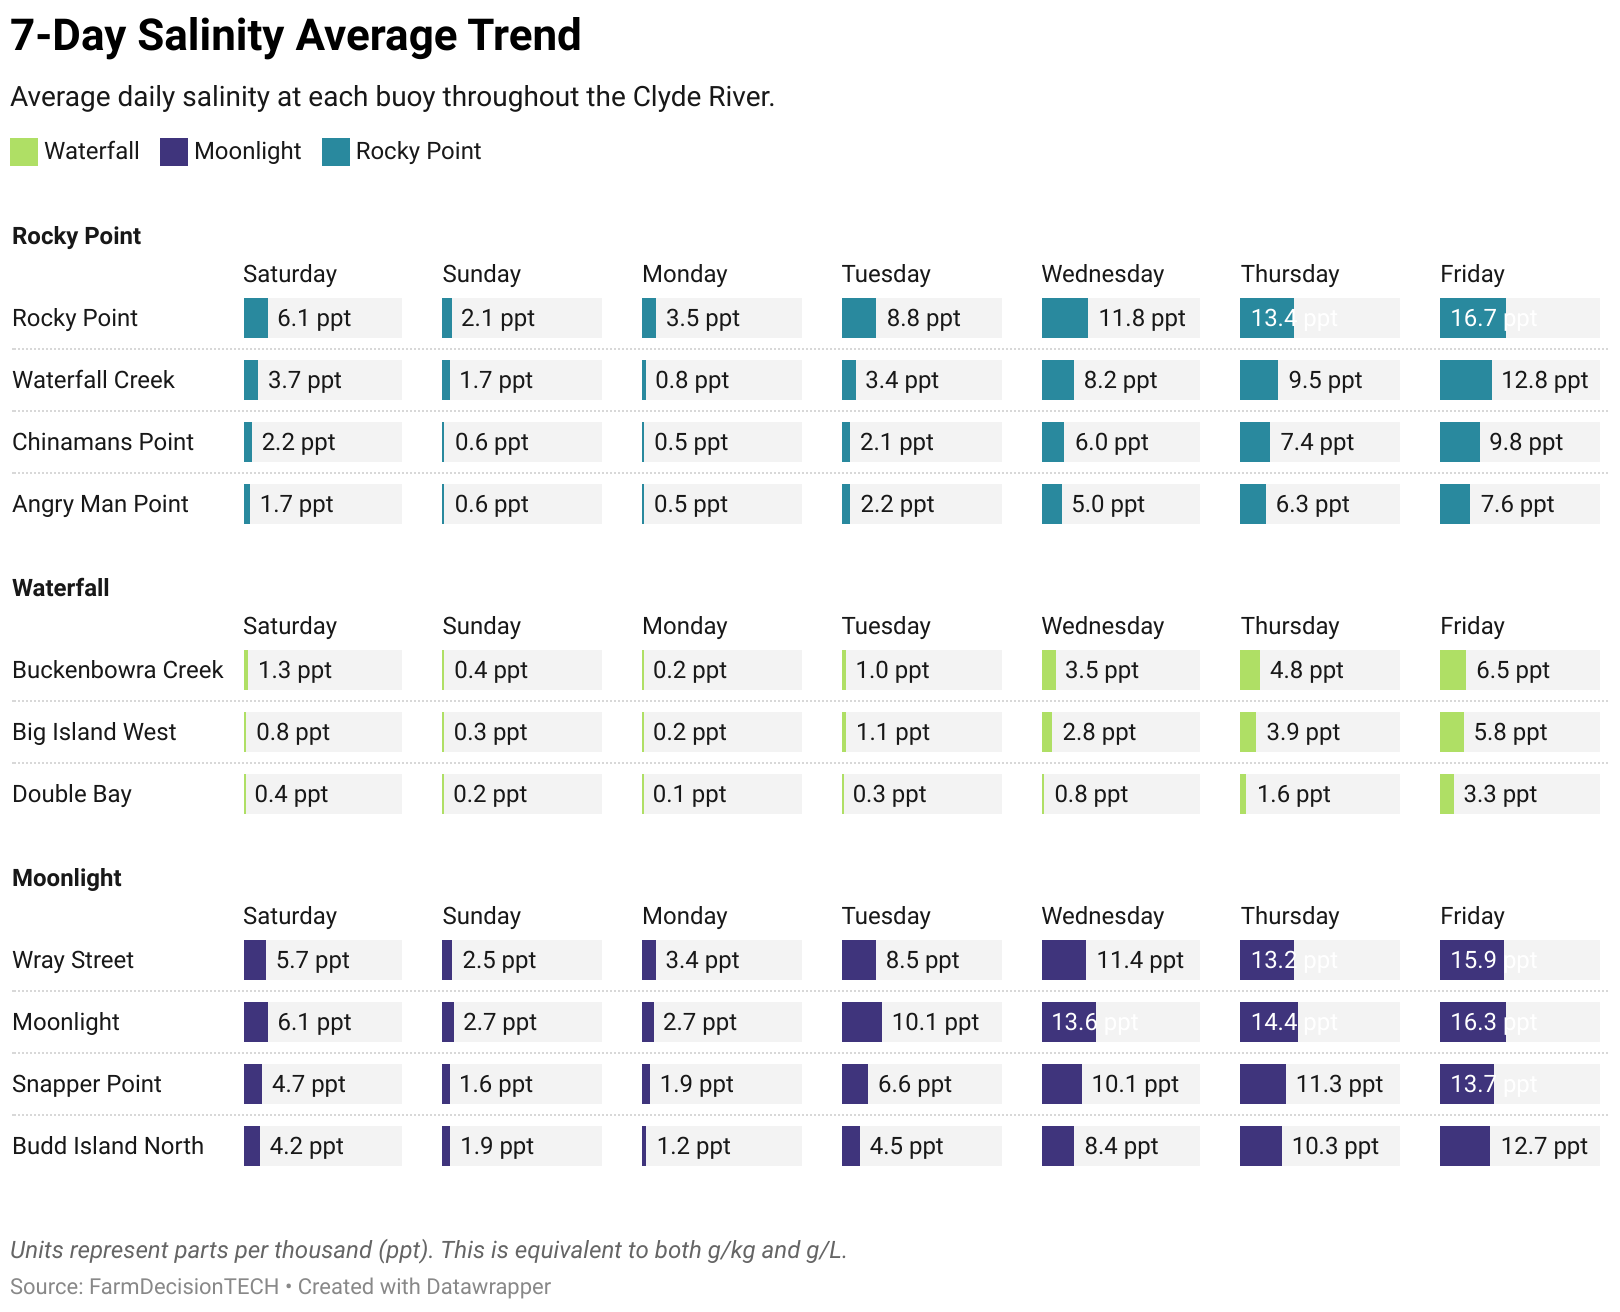 7-Day Salinity Average Trend
Average daily salinity at each buoy throughout the Clyde River.
Waterfall Moonlight Rocky Point
Rocky Point
Saturday Sunday Monday Tuesday Wednesday Thursday Friday
Rocky Point 6.1 ppt 2.1 ppt 3.5 ppt 8.8 ppt 11.8 ppt 13.4 ppt 16.7 ppt
Waterfall Creek 3.7 ppt 1.7 ppt 0.8 ppt 3.4 ppt 8.2 ppt 9.5 ppt 12.8 ppt
Chinamans Point 2.2 ppt 0.6 ppt 0.5 ppt 2.1 ppt 6.0 ppt 7.4 ppt 9.8 ppt
Angry Man Point 1.7 ppt 0.6 ppt 0.5 ppt 2.2 ppt 5.0 ppt 6.3 ppt 7.6 ppt
Waterfall
Saturday Sunday Monday Tuesday Wednesday Thursday Friday
Buckenbowra Creek 1.3 ppt 0.4 ppt 0.2 ppt 1.0 ppt 3.5 ppt 4.8 ppt 6.5 ppt
Big Island West 0.8 ppt 0.3 ppt 0.2 ppt 1.1 ppt 2.8 ppt 3.9 ppt 5.8 ppt
Double Bay 0.4 ppt 0.2 ppt 0.1 ppt 0.3 ppt 0.8 ppt 1.6 ppt 3.3 ppt
Moonlight
Saturday Sunday Monday Tuesday Wednesday Thursday Friday
Wray Street 5.7 ppt 2.5 ppt 3.4 ppt 8.5 ppt 11.4 ppt 13.2 ppt 15.9 ppt
Moonlight 6.1 ppt 2.7 ppt 2.7 ppt 10.1 ppt 13.6 ppt 14.4 ppt 16.3 ppt
Snapper Point 4.7 ppt 1.6 ppt 1.9 ppt 6.6 ppt 10.1 ppt 11.3 ppt 13.7 ppt
Budd Island North 4.2 ppt 1.9 ppt 1.2 ppt 4.5 ppt 8.4 ppt 10.3 ppt 12.7 ppt
Units represent parts per thousand (ppt). This is equivalent to both g/kg and g/L.
Source: FarmDecisionTECH • Created with Datawrapper